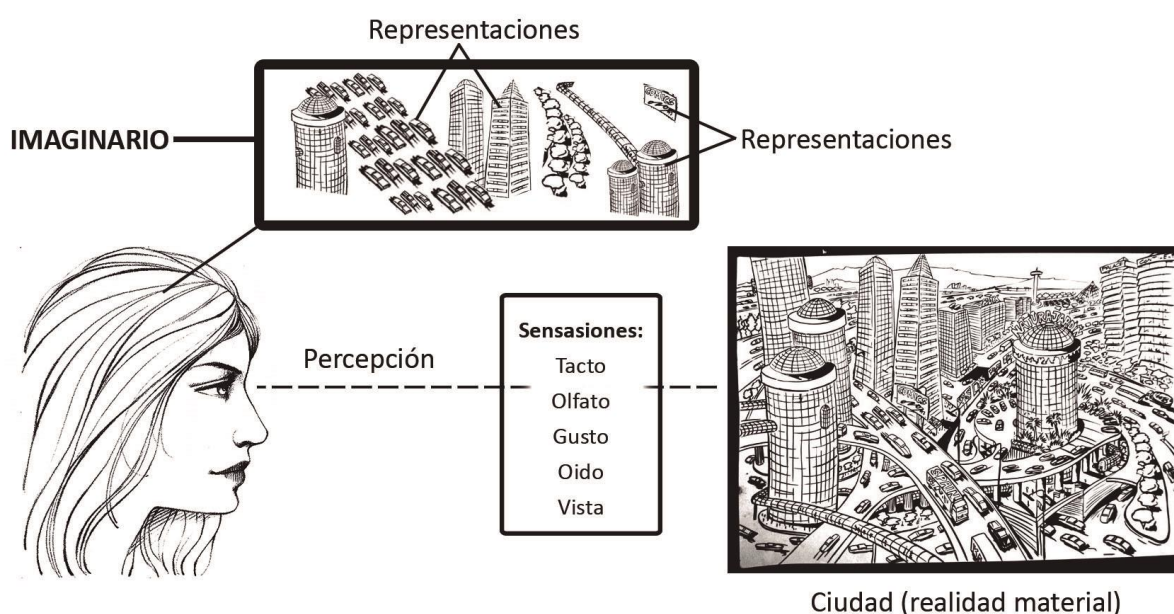 Representaciones
IMAGINARIO
Representaciones
Percepción
Sensasiones:
Tacto
Olfato
Gusto
Oido
Vista
Ciudad (realidad material)